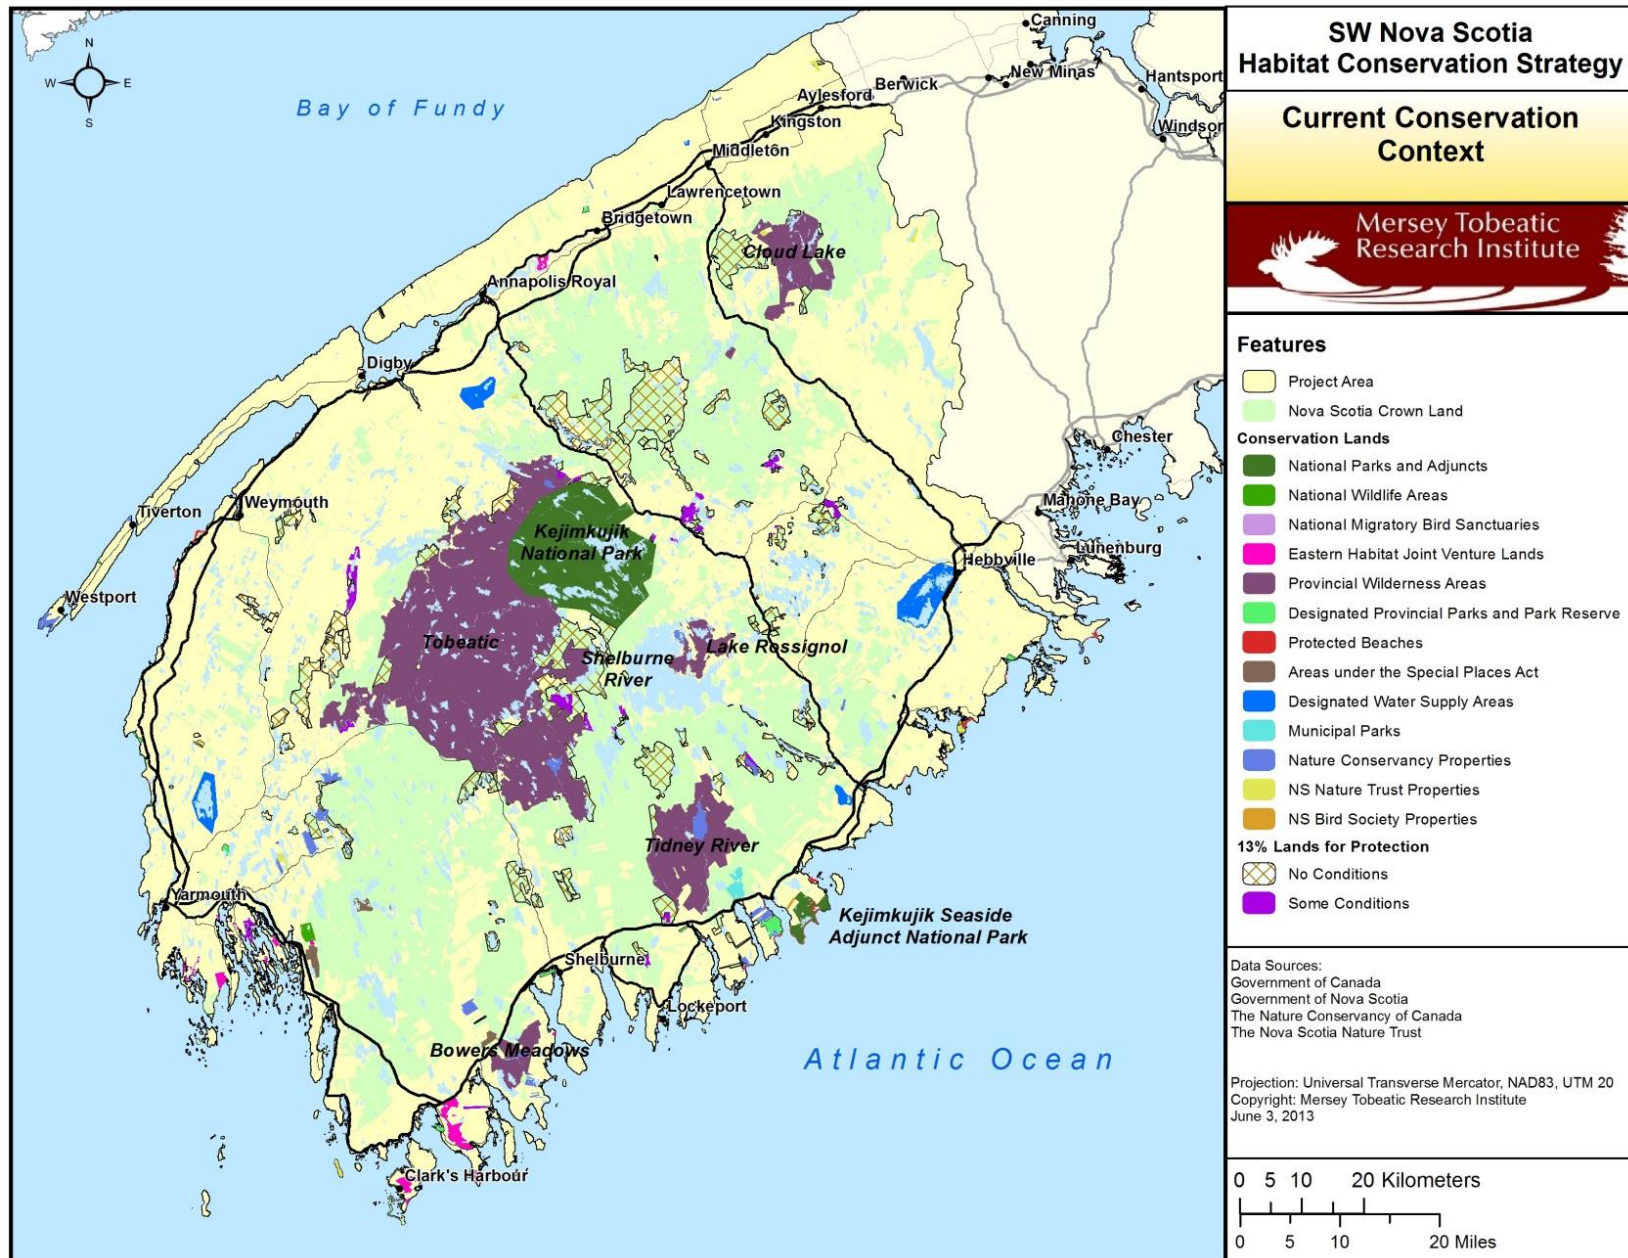 N
W
E
S
Bay of Fundy
Canning
Berwick
New Minas
Hantsport
Aylesford
Kingston
Windsor
Middleton
Lawrencetown
Bridgetown
Cloud Lake
Annapolis Royal
Digby
Chester
Weymouth
Tiverton
Mahone Bay
Kejimkujik
National Park
Lunenburg
Hebbville
Westport
Tobeatic
Shelburne
River
Lake Rossignol
Tidney River
Yarmouth
Kejimkujik Seaside
Adjunct National Park
Shelburne
Lockeport
Bowers Meadows
Atlantic Ocean
Clark's Harbour
SW Nova Scotia
Habitat Conservation Strategy
Current Conservation
Context
Mersey Tobeatic
Research Institute
Features
Project Area
Nova Scotia Crown Land
Conservation Lands
National Parks and Adjuncts
National Wildlife Areas
National Migratory Bird Sanctuaries
Eastern Habitat Joint Venture Lands
Provincial Wilderness Areas
Designated Provincial Parks and Park Reserve
Protected Beaches
Areas under the Special Places Act
Designated Water Supply Areas
Municipal Parks
Nature Conservancy Properties
NS Nature Trust Properties
NS Bird Society Properties
13% Lands for Protection
No Conditions
Some Conditions
Data Sources:
Government of Canada
Government of Nova Scotia
The Nature Conservancy of Canada
The Nova Scotia Nature Trust
Projection: Universal Transverse Mercator, NAD83, UTM 20
Copyright: Mersey Tobeatic Research Institute
June 3, 2013
0 5 10 20 Kilometers
0 5 10 20 Miles